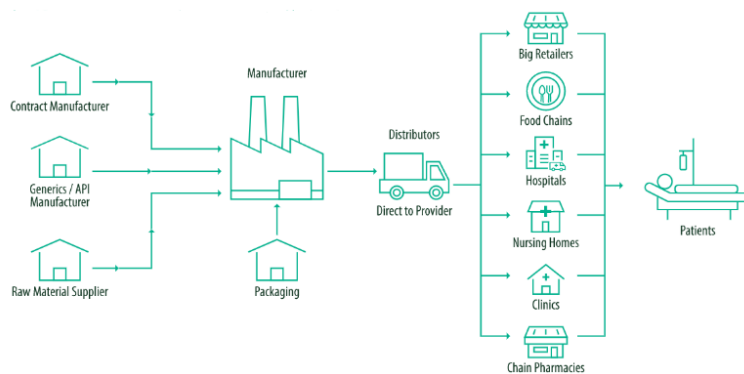 Contract Manufacturer
Generics / API
Manufacturer
Raw Material Supplier
Manufacturer
Packaging
Distributors
Direct to Provider
Big Retailers
Food Chains
Hospitals
Nursing Homes
Clinics
Chain Pharmacies
Patients